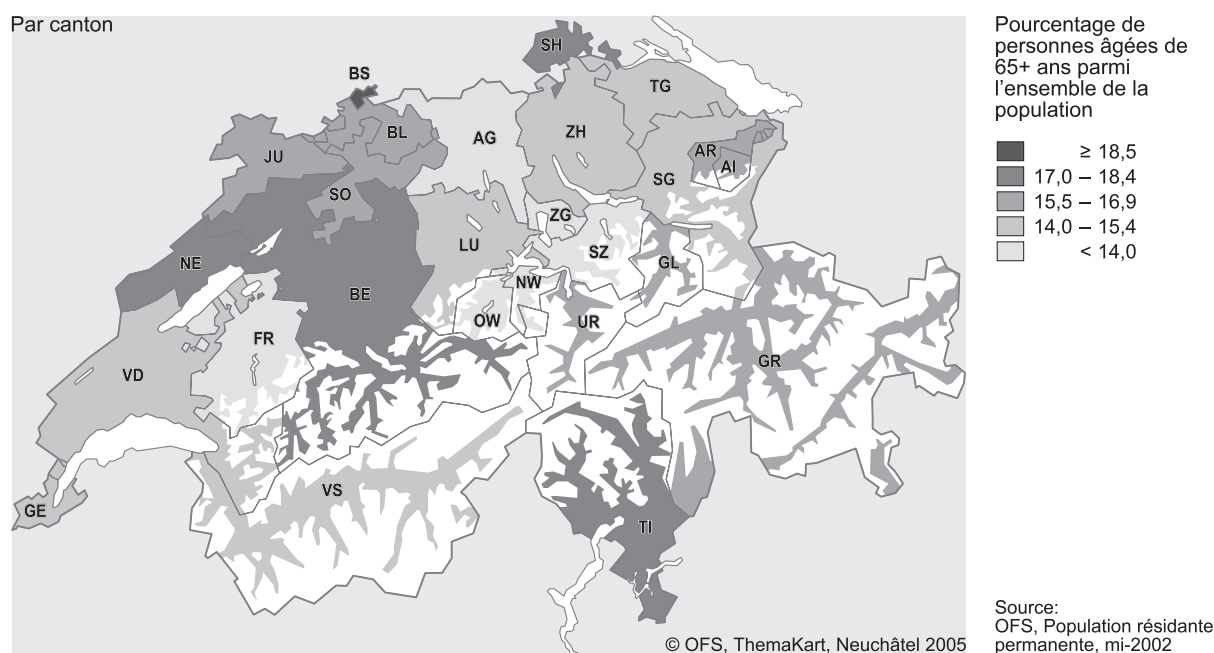 Par canton
SH
BS
TG
BL
AG
ZH
JU
AR
AI
SO
SG
ZG
LU
SZ
NE
GL
NW
BE
OW
UR
FR
GR
VD
VS
GE
TI
© OFS, ThemaKart, Neuchâtel 2005
Pourcentage de
personnes âgées de
65+ ans parmi
l’ensemble de la
population
≥ 18,5
17,0 – 18,4
15,5 – 16,9
14,0 – 15,4
< 14,0
Source:
OFS, Population résidante
permanente, mi-2002